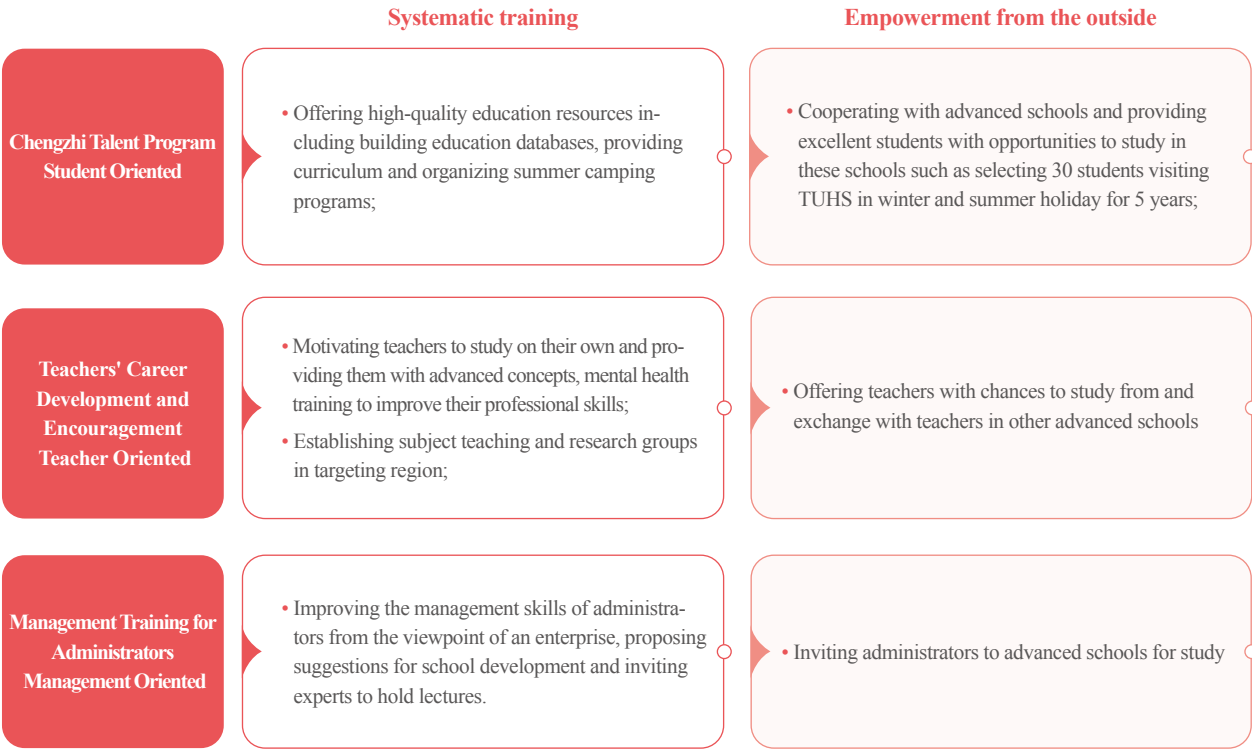 Systematic training
Empowerment from the outside
Chengzhi Talent Program
Student Oriented
• Offering high-quality education resources in-
cluding building education databases, providing
curriculum and organizing summer camping
programs;
• Cooperating with advanced schools and providing
excellent students with opportunities to study in
these schools such as selecting 30 students visiting
TUHS in winter and summer holiday for 5 years;
Teachers' Career
Development and
Encouragement
Teacher Oriented
• Motivating teachers to study on their own and pro-
viding them with advanced concepts, mental health
training to improve their professional skills;
• Establishing subject teaching and research groups
in targeting region;
• Offering teachers with chances to study from and
exchange with teachers in other advanced schools
Management Training for
Administrators
Management Oriented
• Improving the management skills of administra-
tors from the viewpoint of an enterprise, proposing
suggestions for school development and inviting
experts to hold lectures.
• Inviting administrators to advanced schools for study